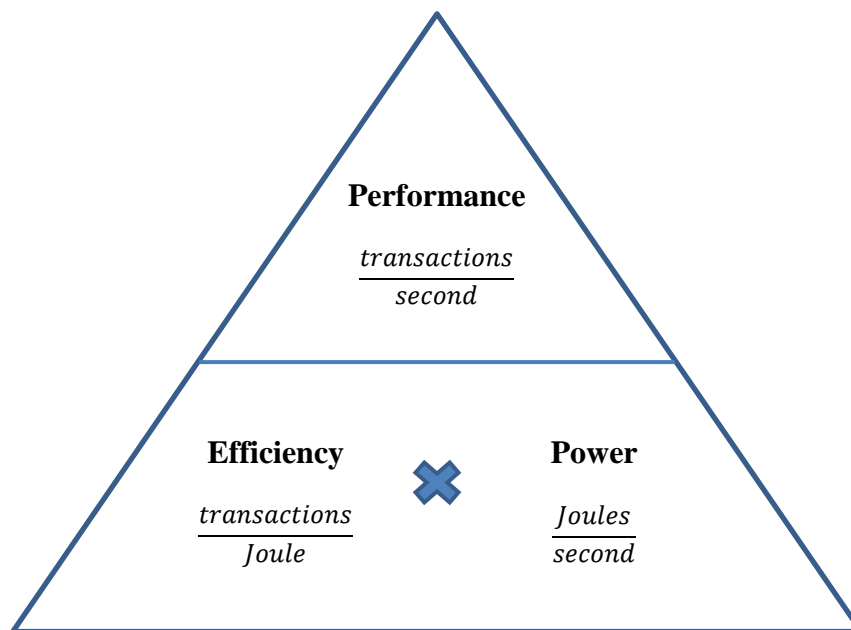 Performance
transactions
second
Efficiency
Power
transactions
Joule
Joules
second